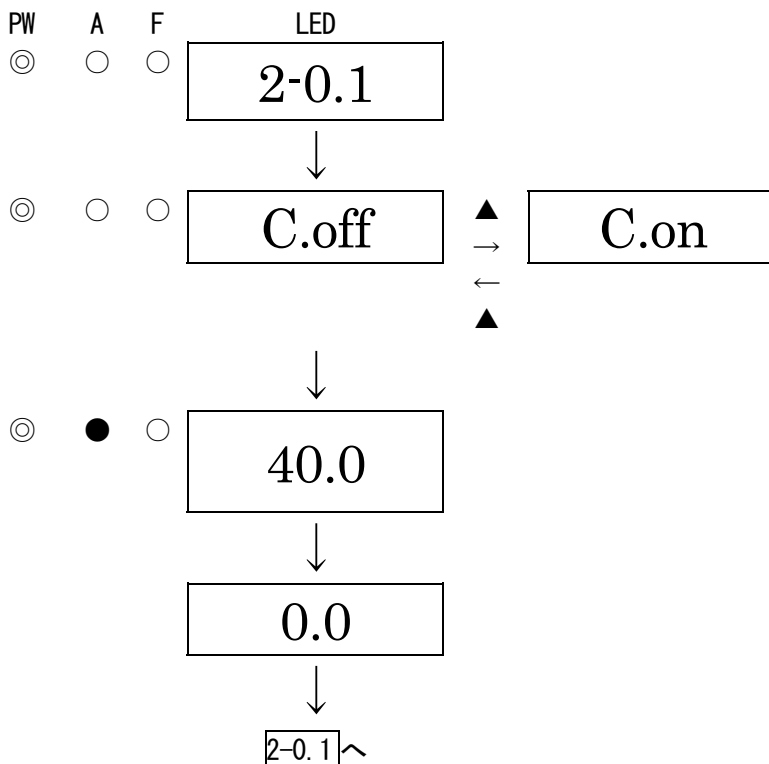 PW A F LED
◎ ○ ○ 2-0.1
↓
◎ ○ ○ C.off ▲ C.on
→
←
▲
↓
◎ ● ○ 40.0
↓
0.0
↓
2-0.1へ